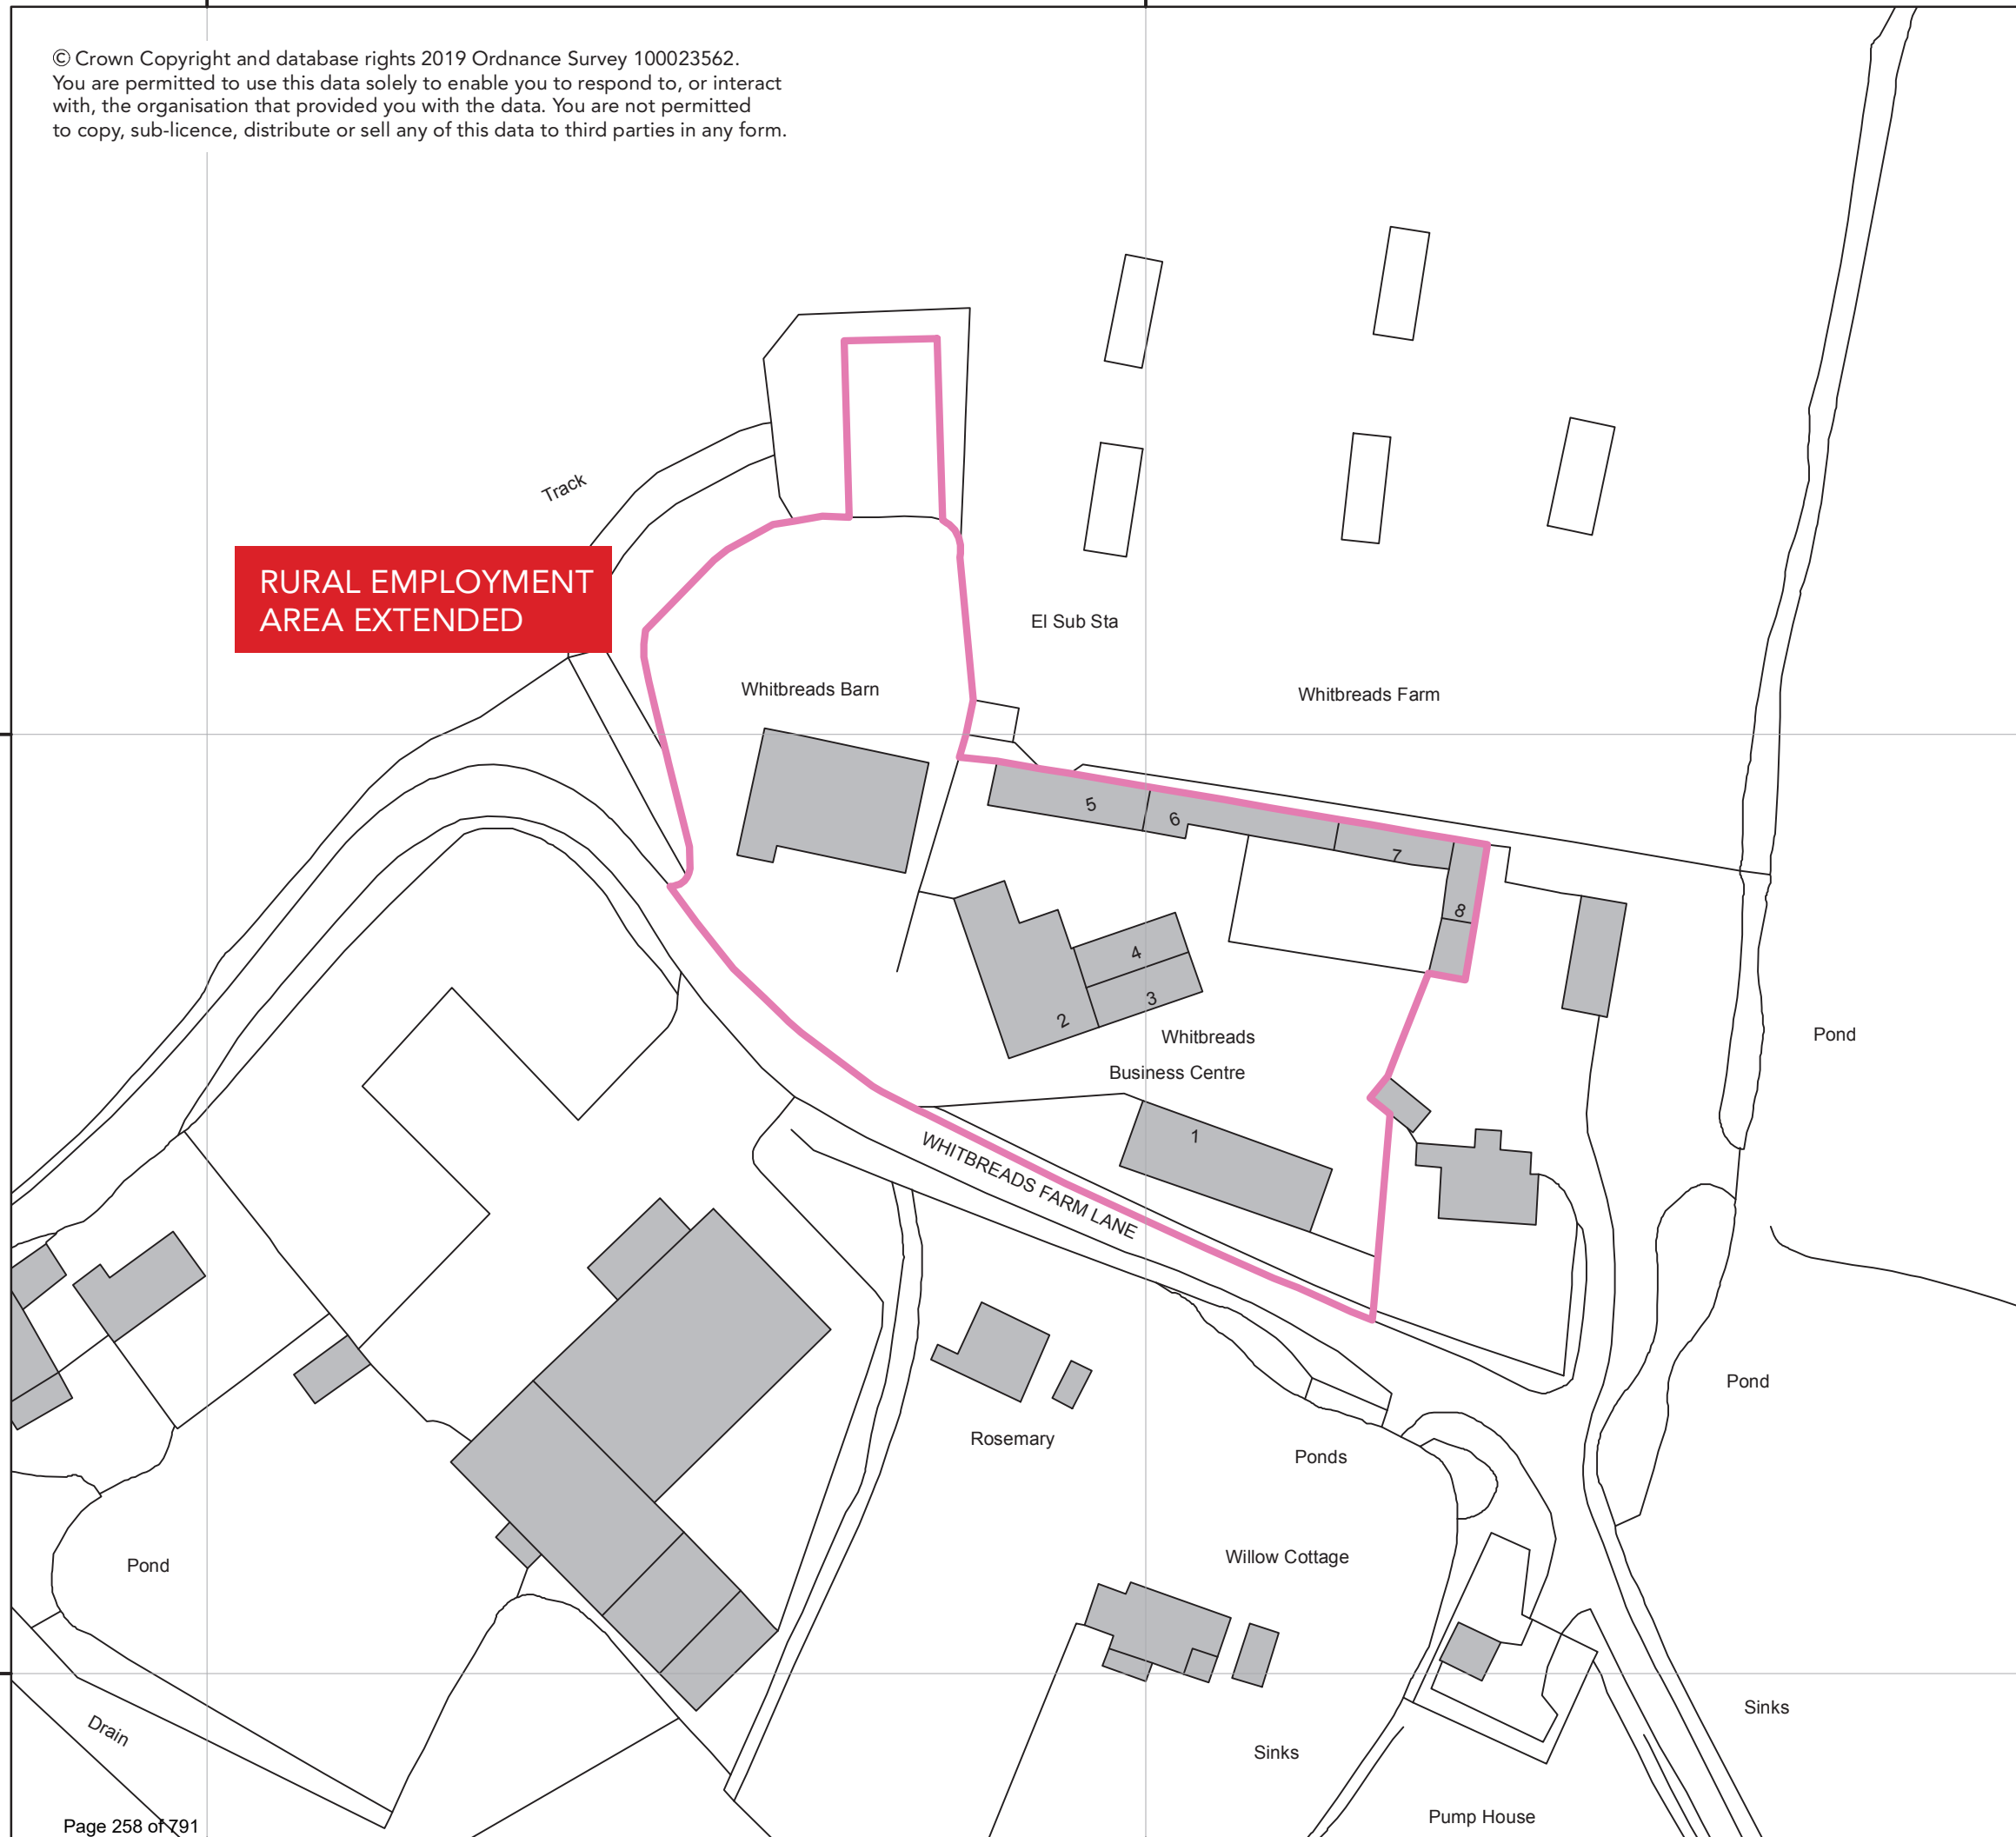 © Crown Copyright and database rights 2019 Ordnance Survey 100023562.
You are permitted to use this data solely to enable you to respond to, or interact
with, the organisation that provided you with the data. You are not permitted
to copy, sub-licence, distribute or sell any of this data to third parties in any form.
Track
RURAL EMPLOYMENT
AREA EXTENDED
El Sub Sta
Whitbreads Barn
Whitbreads Farm
5
6
7
8
4
3
2
Whitbreads
Business Centre
Pond
1
WHITBREADS FARM LANE
Pond
Rosemary
Ponds
Willow Cottage
Pond
Sinks
Drain
Sinks
Pump House
Page 258 of 791